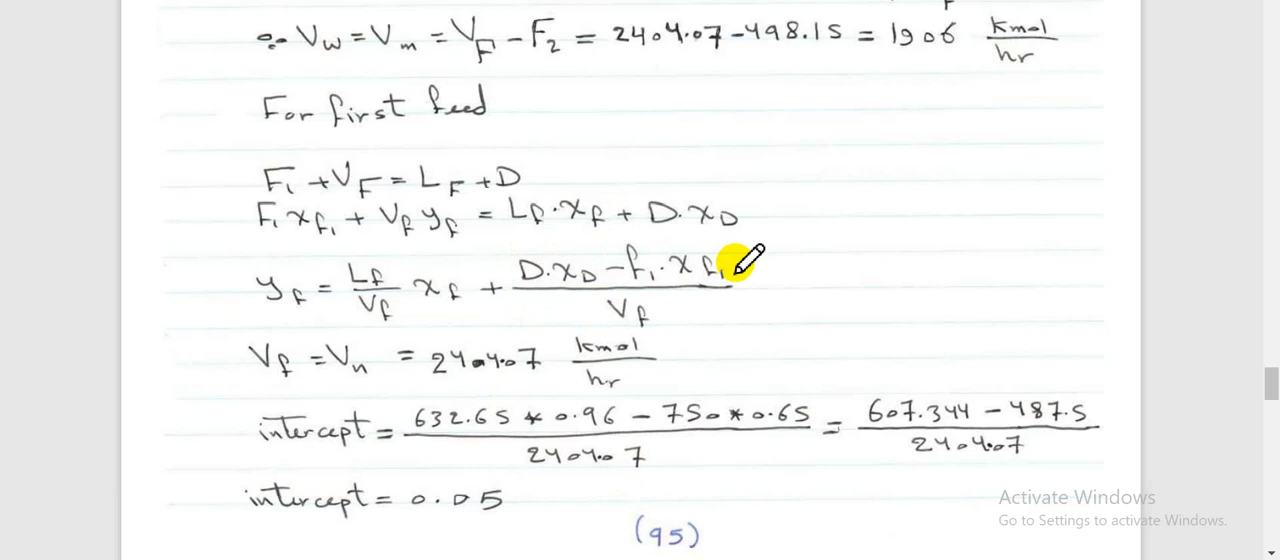 ∴ Vw = Vm = VF - F2 = 2404.07 - 498.15 = 1906 kmol/hr
For first feed
F1 + VF = LF + D
F1 xf1 + Vf yf = Lf . xf + D . xD
yf = Lf/Vf xf + (D.xD - f1 . xf1)/Vf
Vf = Vn = 2404.07 kmol/hr
intercept = (632.65 * 0.96 - 750 * 0.65)/2404.07 = (607.344 - 487.5)/2404.07
intercept = 0.05
Activate Windows
Go to Settings to activate Windows.
(95)